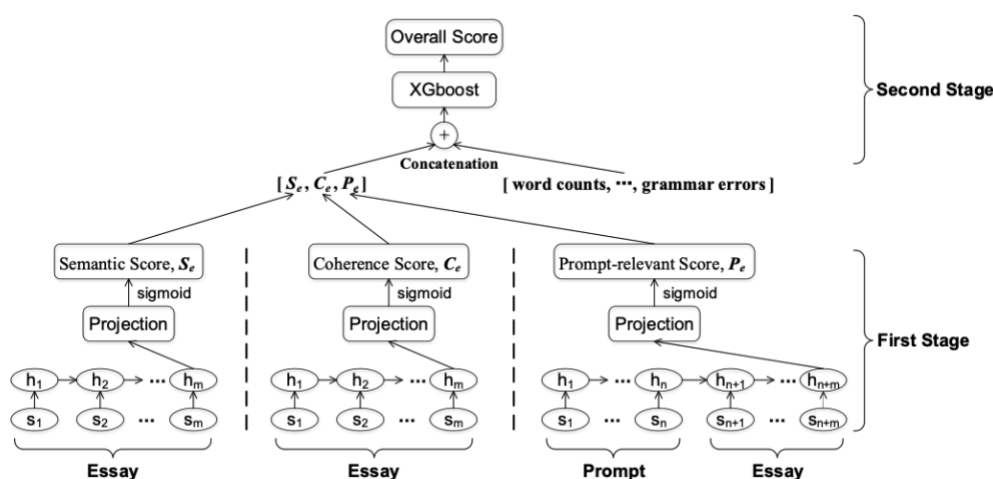 Overall Score
XGboost
Second Stage
+
Concatenation
[ Sₑ, Cₑ, Pₑ ]
[ word counts, ···, grammar errors ]
Semantic Score, Sₑ
Coherence Score, Cₑ
Prompt-relevant Score, Pₑ
sigmoid
sigmoid
sigmoid
Projection
Projection
Projection
First Stage
h₁ h₂ ··· hₘ
h₁ h₂ ··· hₘ
h₁ ··· hₙ hₙ₊₁ ··· hₙ₊ₘ
s₁ s₂ ··· sₘ
s₁ s₂ ··· sₘ
s₁ ··· sₙ sₙ₊₁ ··· sₙ₊ₘ
Essay
Essay
Prompt
Essay